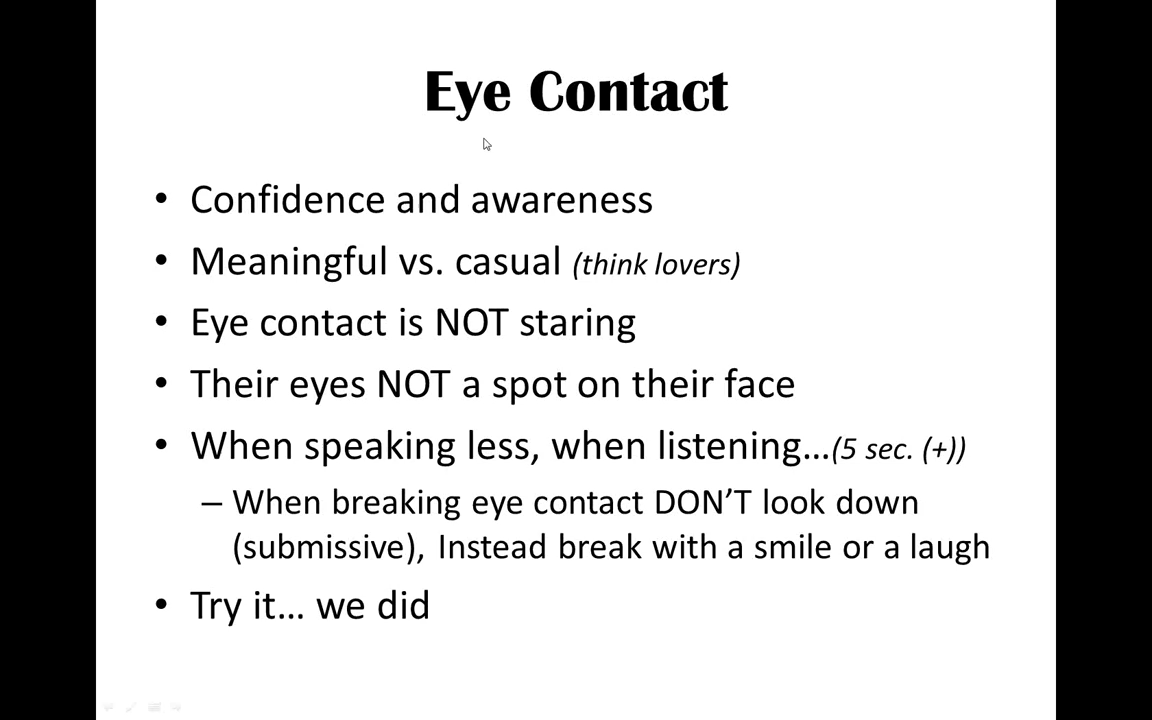 Eye Contact
• Confidence and awareness
• Meaningful vs. casual (think lovers)
• Eye contact is NOT staring
• Their eyes NOT a spot on their face
• When speaking less, when listening…(5 sec. (+))
– When breaking eye contact DON’T look down
(submissive), Instead break with a smile or a laugh
• Try it… we did